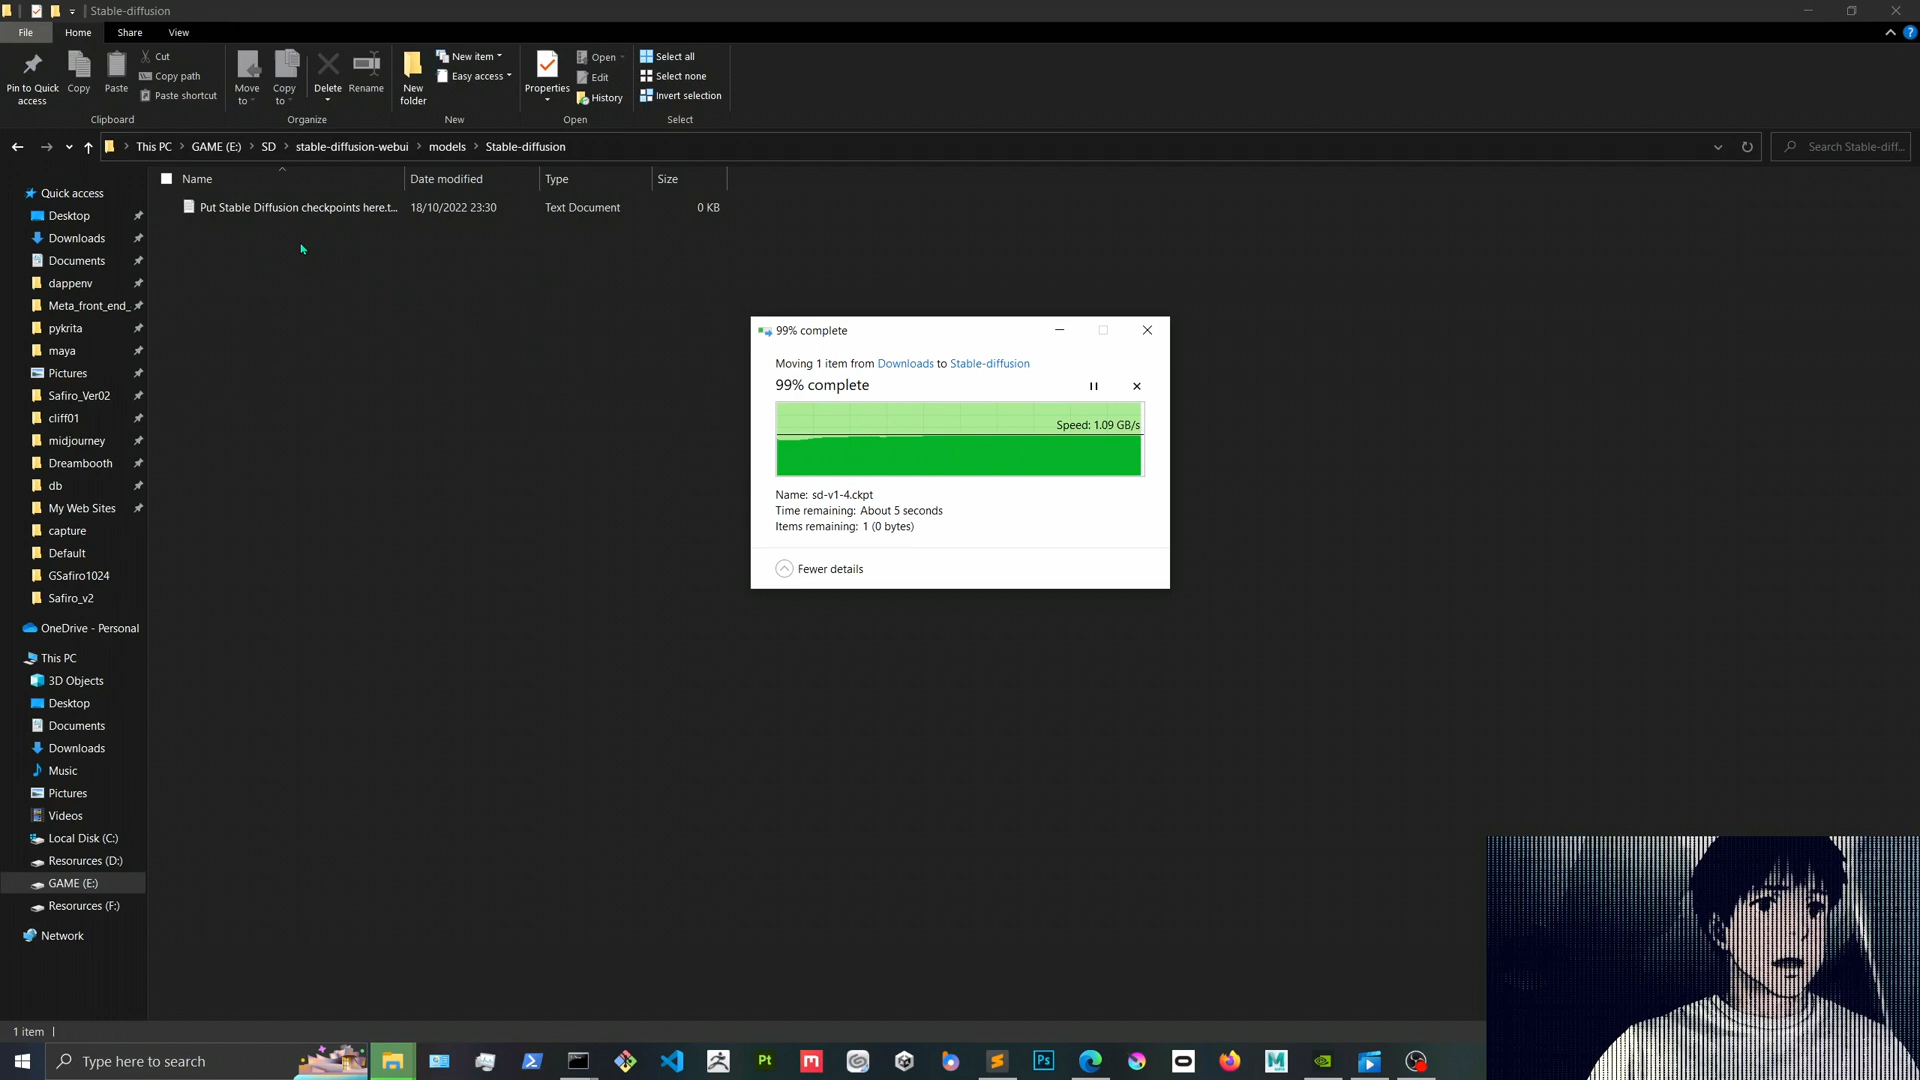 Stable-diffusion
File
Home
Share
View
Pin to Quick access
Copy
Paste
Cut
Copy path
Paste shortcut
Clipboard
Move to
Copy to
Delete
Rename
Organize
New folder
New item
Easy access
New
Properties
Open
Edit
History
Open
Select all
Select none
Invert selection
Select
This PC
GAME (E:)
SD
stable-diffusion-webui
models
Stable-diffusion
Search Stable-diff...
Name
Date modified
Type
Size
Put Stable Diffusion checkpoints here.t...
18/10/2022 23:30
Text Document
0 KB
Quick access
Desktop
Downloads
Documents
dappenv
Meta_front_end_
pykrita
maya
Pictures
Safiro_Ver02
cliff01
midjourney
Dreambooth
db
My Web Sites
capture
Default
GSafiro1024
Safiro_v2
OneDrive - Personal
This PC
3D Objects
Desktop
Documents
Downloads
Music
Pictures
Videos
Local Disk (C:)
Resorurces (D:)
GAME (E:)
Resorurces (F:)
Network
99% complete
Moving 1 item from Downloads to Stable-diffusion
99% complete
Speed: 1.09 GB/s
Name: sd-v1-4.ckpt
Time remaining: About 5 seconds
Items remaining: 1 (0 bytes)
Fewer details
1 item
Type here to search
Pt
Ps